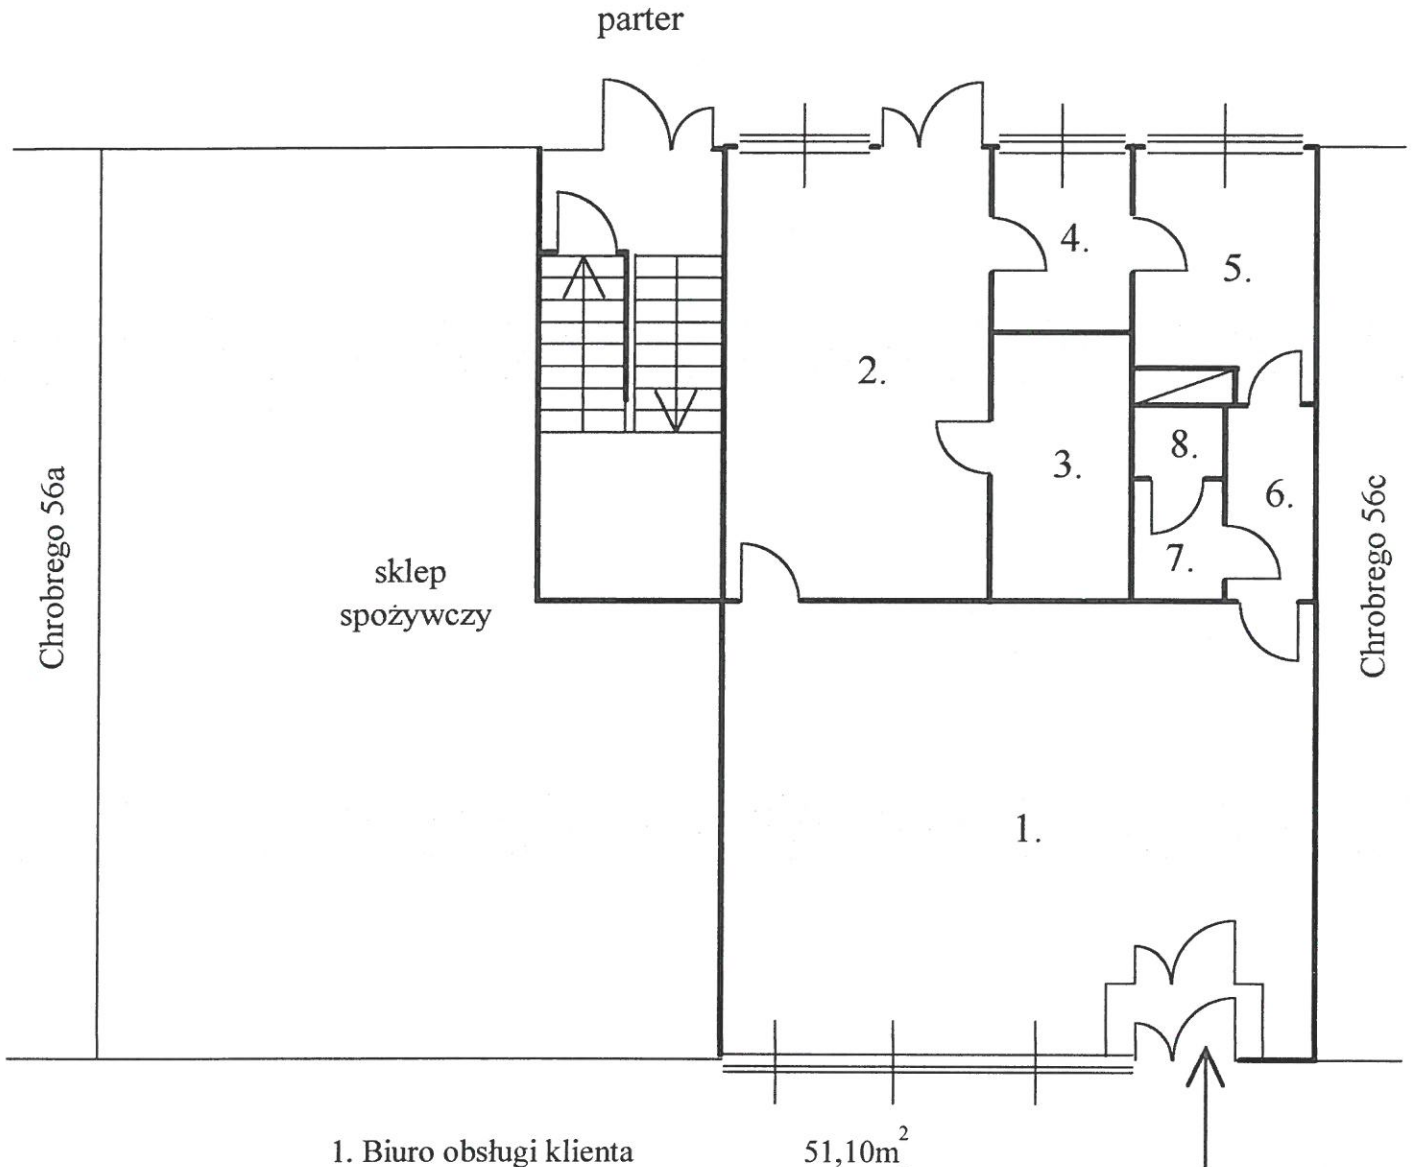 parter
4.
5.
2.
8.
3.
6.
7.
Chrobrego 56a
sklep
spożywczy
Chrobrego 56c
1.
1. Biuro obsługi klienta 51,10m²